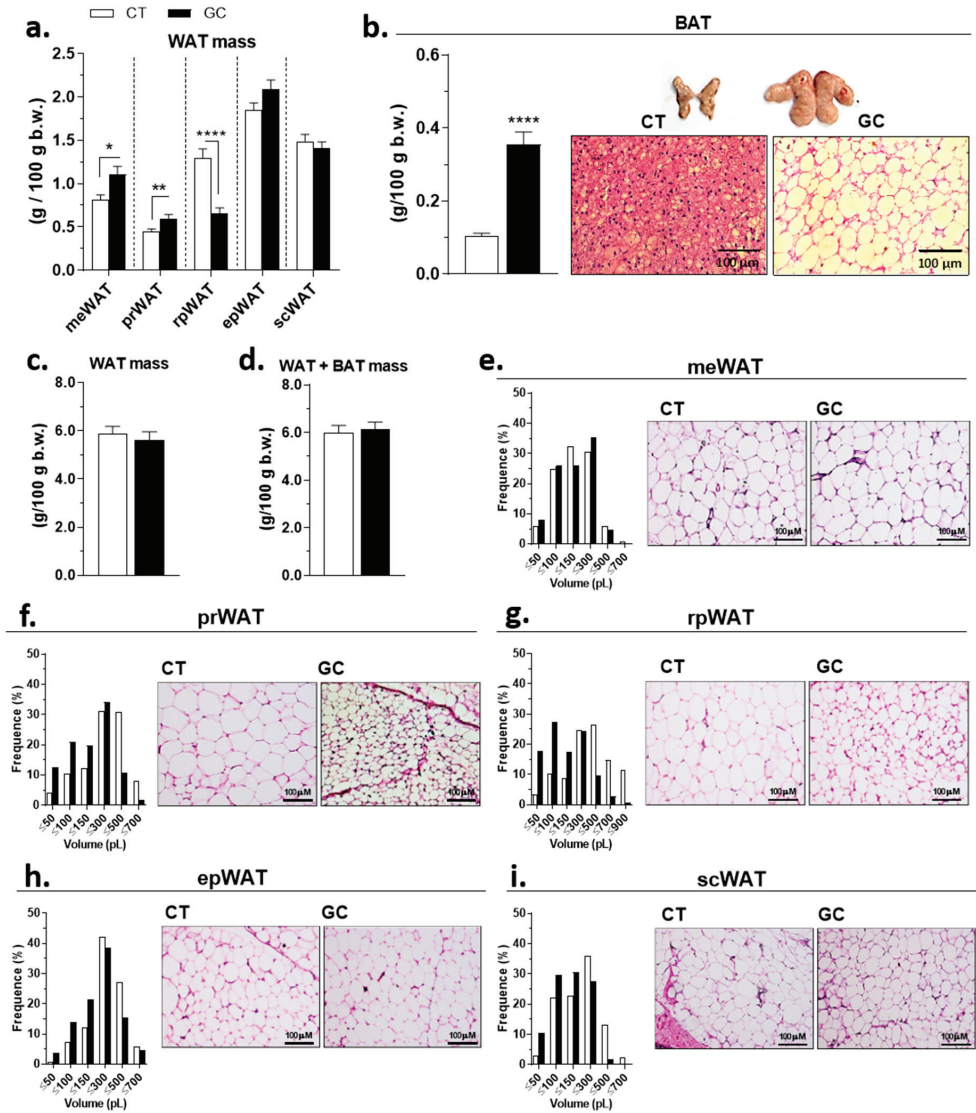 CT GC
a. WAT mass
(g / 100 g b.w.)
2.5
2.0
1.5
1.0
0.5
0.0
* ** ****
meWAT prWAT rpWAT epWAT scWAT
b. BAT
(g/100 g b.w.)
0.6
0.4
0.2
0.0
****
CT GC
100 µm 100 µm
c. WAT mass
(g/100 g b.w.)
8.0
6.0
4.0
2.0
0.0
d. WAT + BAT mass
(g/100 g b.w.)
8.0
6.0
4.0
2.0
0.0
e. meWAT
CT GC
Frequence (%)
50
40
30
20
10
0
≤50 ≤100 ≤150 ≤300 ≤500 ≤700
Volume (pL)
100µM 100µM
f. prWAT
CT GC
Frequence (%)
50
40
30
20
10
0
≤50 ≤100 ≤150 ≤300 ≤500 ≤700
Volume (pL)
100µM 100µM
g. rpWAT
CT GC
Frequence (%)
50
40
30
20
10
0
≤50 ≤100 ≤150 ≤300 ≤500 ≤700 ≤900
Volume (pL)
100µM 100µM
h. epWAT
CT GC
Frequence (%)
50
40
30
20
10
0
≤50 ≤100 ≤150 ≤300 ≤500 ≤700
Volume (pL)
100µM 100µM
i. scWAT
CT GC
Frequence (%)
50
40
30
20
10
0
≤50 ≤100 ≤150 ≤300 ≤500 ≤700
Volume (pL)
100µM 100µM